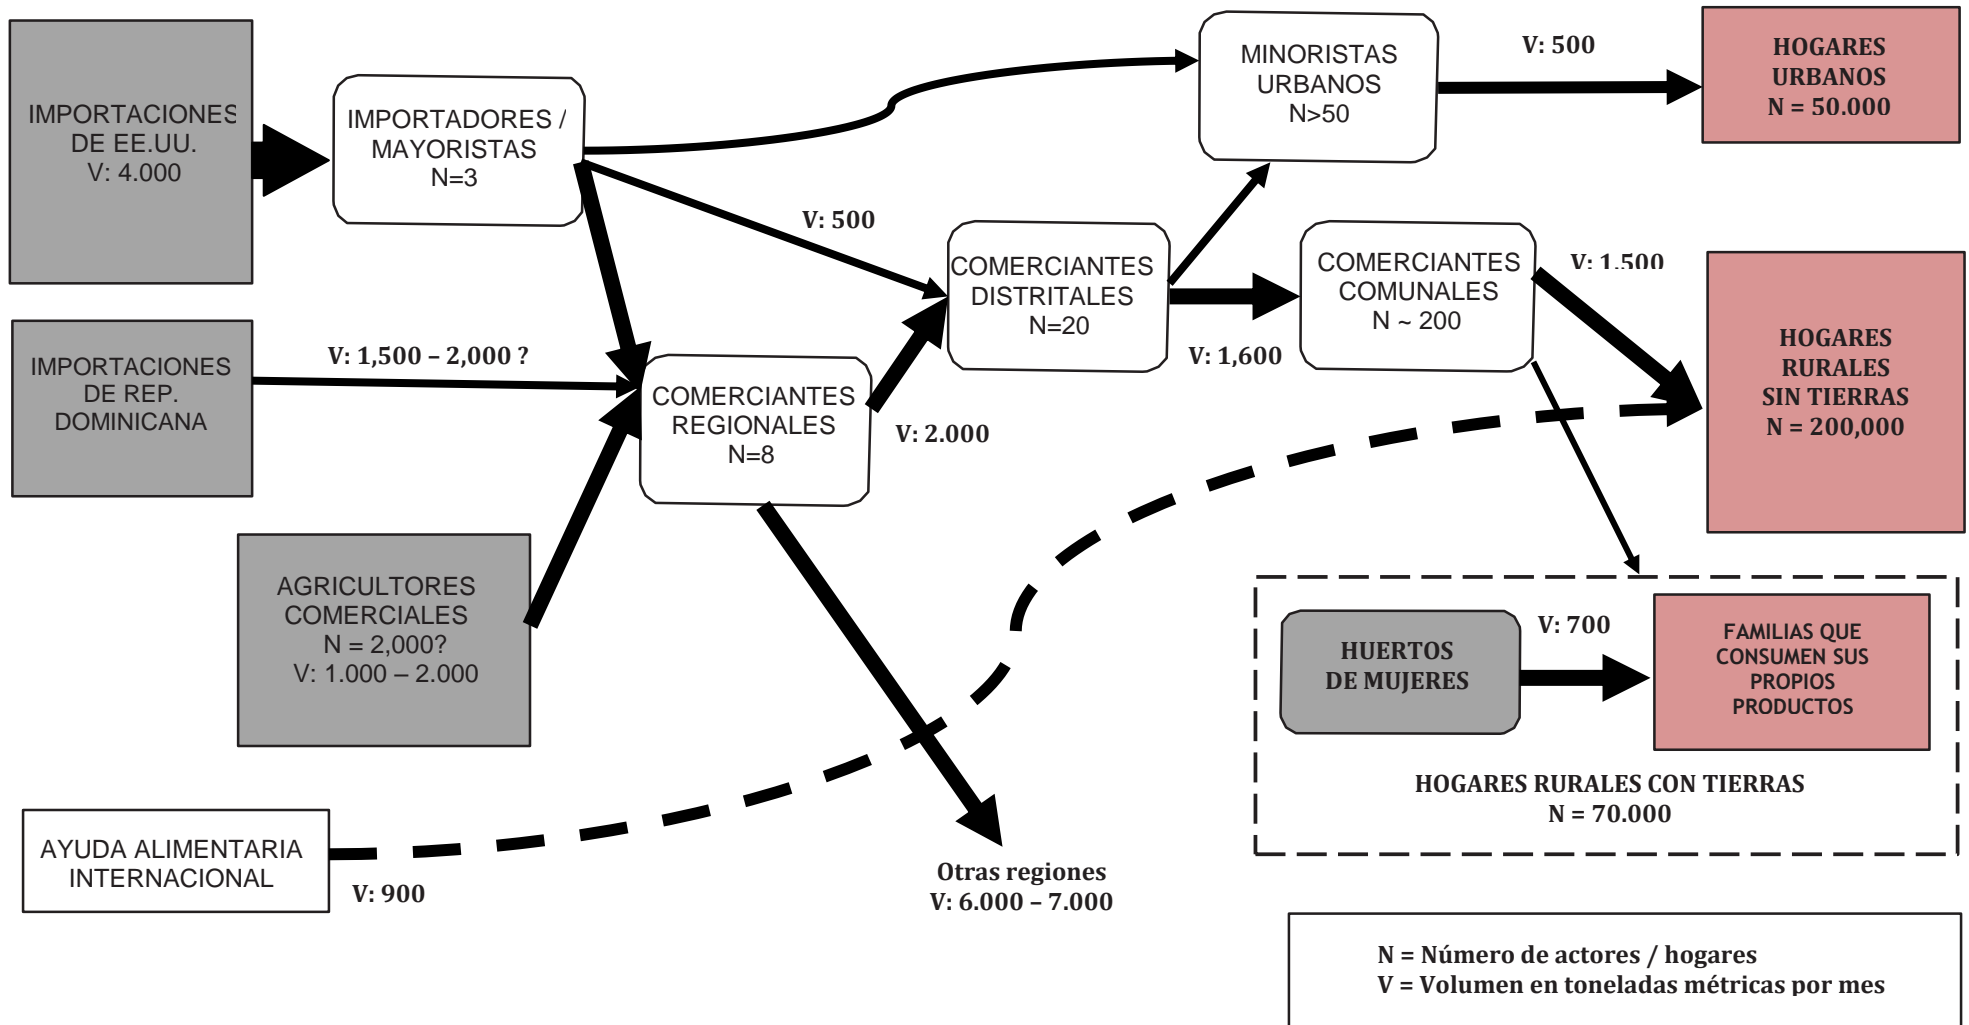 IMPORTACIONES
DE EE.UU.
V: 4.000
IMPORTADORES /
MAYORISTAS
N=3
MINORISTAS
URBANOS
N>50
V: 500
HOGARES
URBANOS
N = 50.000
V: 500
COMERCIANTES
DISTRITALES
N=20
COMERCIANTES
COMUNALES
N ~ 200
V: 1.500
HOGARES
RURALES
SIN TIERRAS
N = 200,000
IMPORTACIONES
DE REP.
DOMINICANA
V: 1,500 – 2,000 ?
COMERCIANTES
REGIONALES
N=8
V: 2.000
V: 1,600
AGRICULTORES
COMERCIALES
N = 2,000?
V: 1.000 – 2.000
HUERTOS
DE MUJERES
V: 700
FAMILIAS QUE
CONSUMEN SUS
PROPIOS
PRODUCTOS
HOGARES RURALES CON TIERRAS
N = 70.000
AYUDA ALIMENTARIA
INTERNACIONAL
V: 900
Otras regiones
V: 6.000 – 7.000
N = Número de actores / hogares
V = Volumen en toneladas métricas por mes